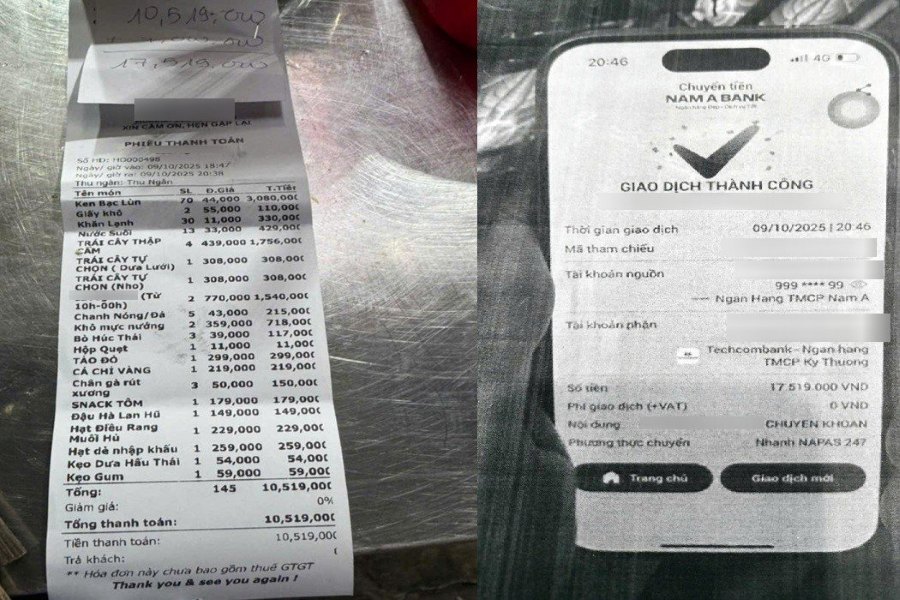 10,519,000
17,519,000
XIN CẢM ƠN, HẸN GẶP LẠI
PHIẾU THANH TOÁN
Số HĐ: HD000498
Ngày/ giờ vào: 09/10/2025 18:47
Ngày/ giờ ra: 09/10/2025 20:38
Thu ngân: Thu Ngân
Tên món SL Đ.Giá T.Tiền
Ken Bạc Lùn 70 44,000 3,080,000
Giấy khô 2 55,000 110,000
Khăn Lạnh 30 11,000 330,000
Nước Suối 13 33,000 429,000
TRÁI CÂY THẬP CẨM 4 439,000 1,756,000
TRÁI CÂY TỰ CHỌN ( Dưa Lưới) 1 308,000 308,000
TRÁI CÂY TỰ CHỌN (Nho) 1 308,000 308,000
(Từ 10h-00h) 2 770,000 1,540,000
Chanh Nóng/Đá 5 43,000 215,000
Khô mực nướng 2 359,000 718,000
Bò Húc Thái 3 39,000 117,000
Hộp Quẹt 1 11,000 11,000
TÁO ĐỎ 1 299,000 299,000
CÁ CHỈ VÀNG 1 219,000 219,000
Chân gà rút xương 3 50,000 150,000
SNACK TÔM 1 179,000 179,000
Đậu Hà Lan Hũ 1 149,000 149,000
Hạt Điều Rang Muối Hủ 1 229,000 229,000
Hạt dẻ nhập khẩu 1 259,000 259,000
Kẹo Dưa Hấu Thái 1 54,000 54,000
Kẹo Gum 1 59,000 59,000
Tổng: 145 10,519,000
Giảm giá: 0%
Tổng thanh toán: 10,519,000
Tiền thanh toán: 10,519,000
Trả khách:
** Hóa đơn này chưa bao gồm thuế GTGT
Thank you & see you again !
20:46 4G
Chuyển tiền
NAM A BANK
GIAO DỊCH THÀNH CÔNG
Thời gian giao dịch 09/10/2025 | 20:46
Mã tham chiếu
Tài khoản nguồn
999 **** 99
Ngân Hàng TMCP Nam Á
Tài khoản nhận
Techcombank - Ngân hàng
TMCP Kỹ Thương
Số tiền 17.519.000 VND
Phí giao dịch (+VAT) 0 VND
Nội dung CHUYEN KHOAN
Phương thức chuyển Nhanh NAPAS 247
Trang chủ Giao dịch mới